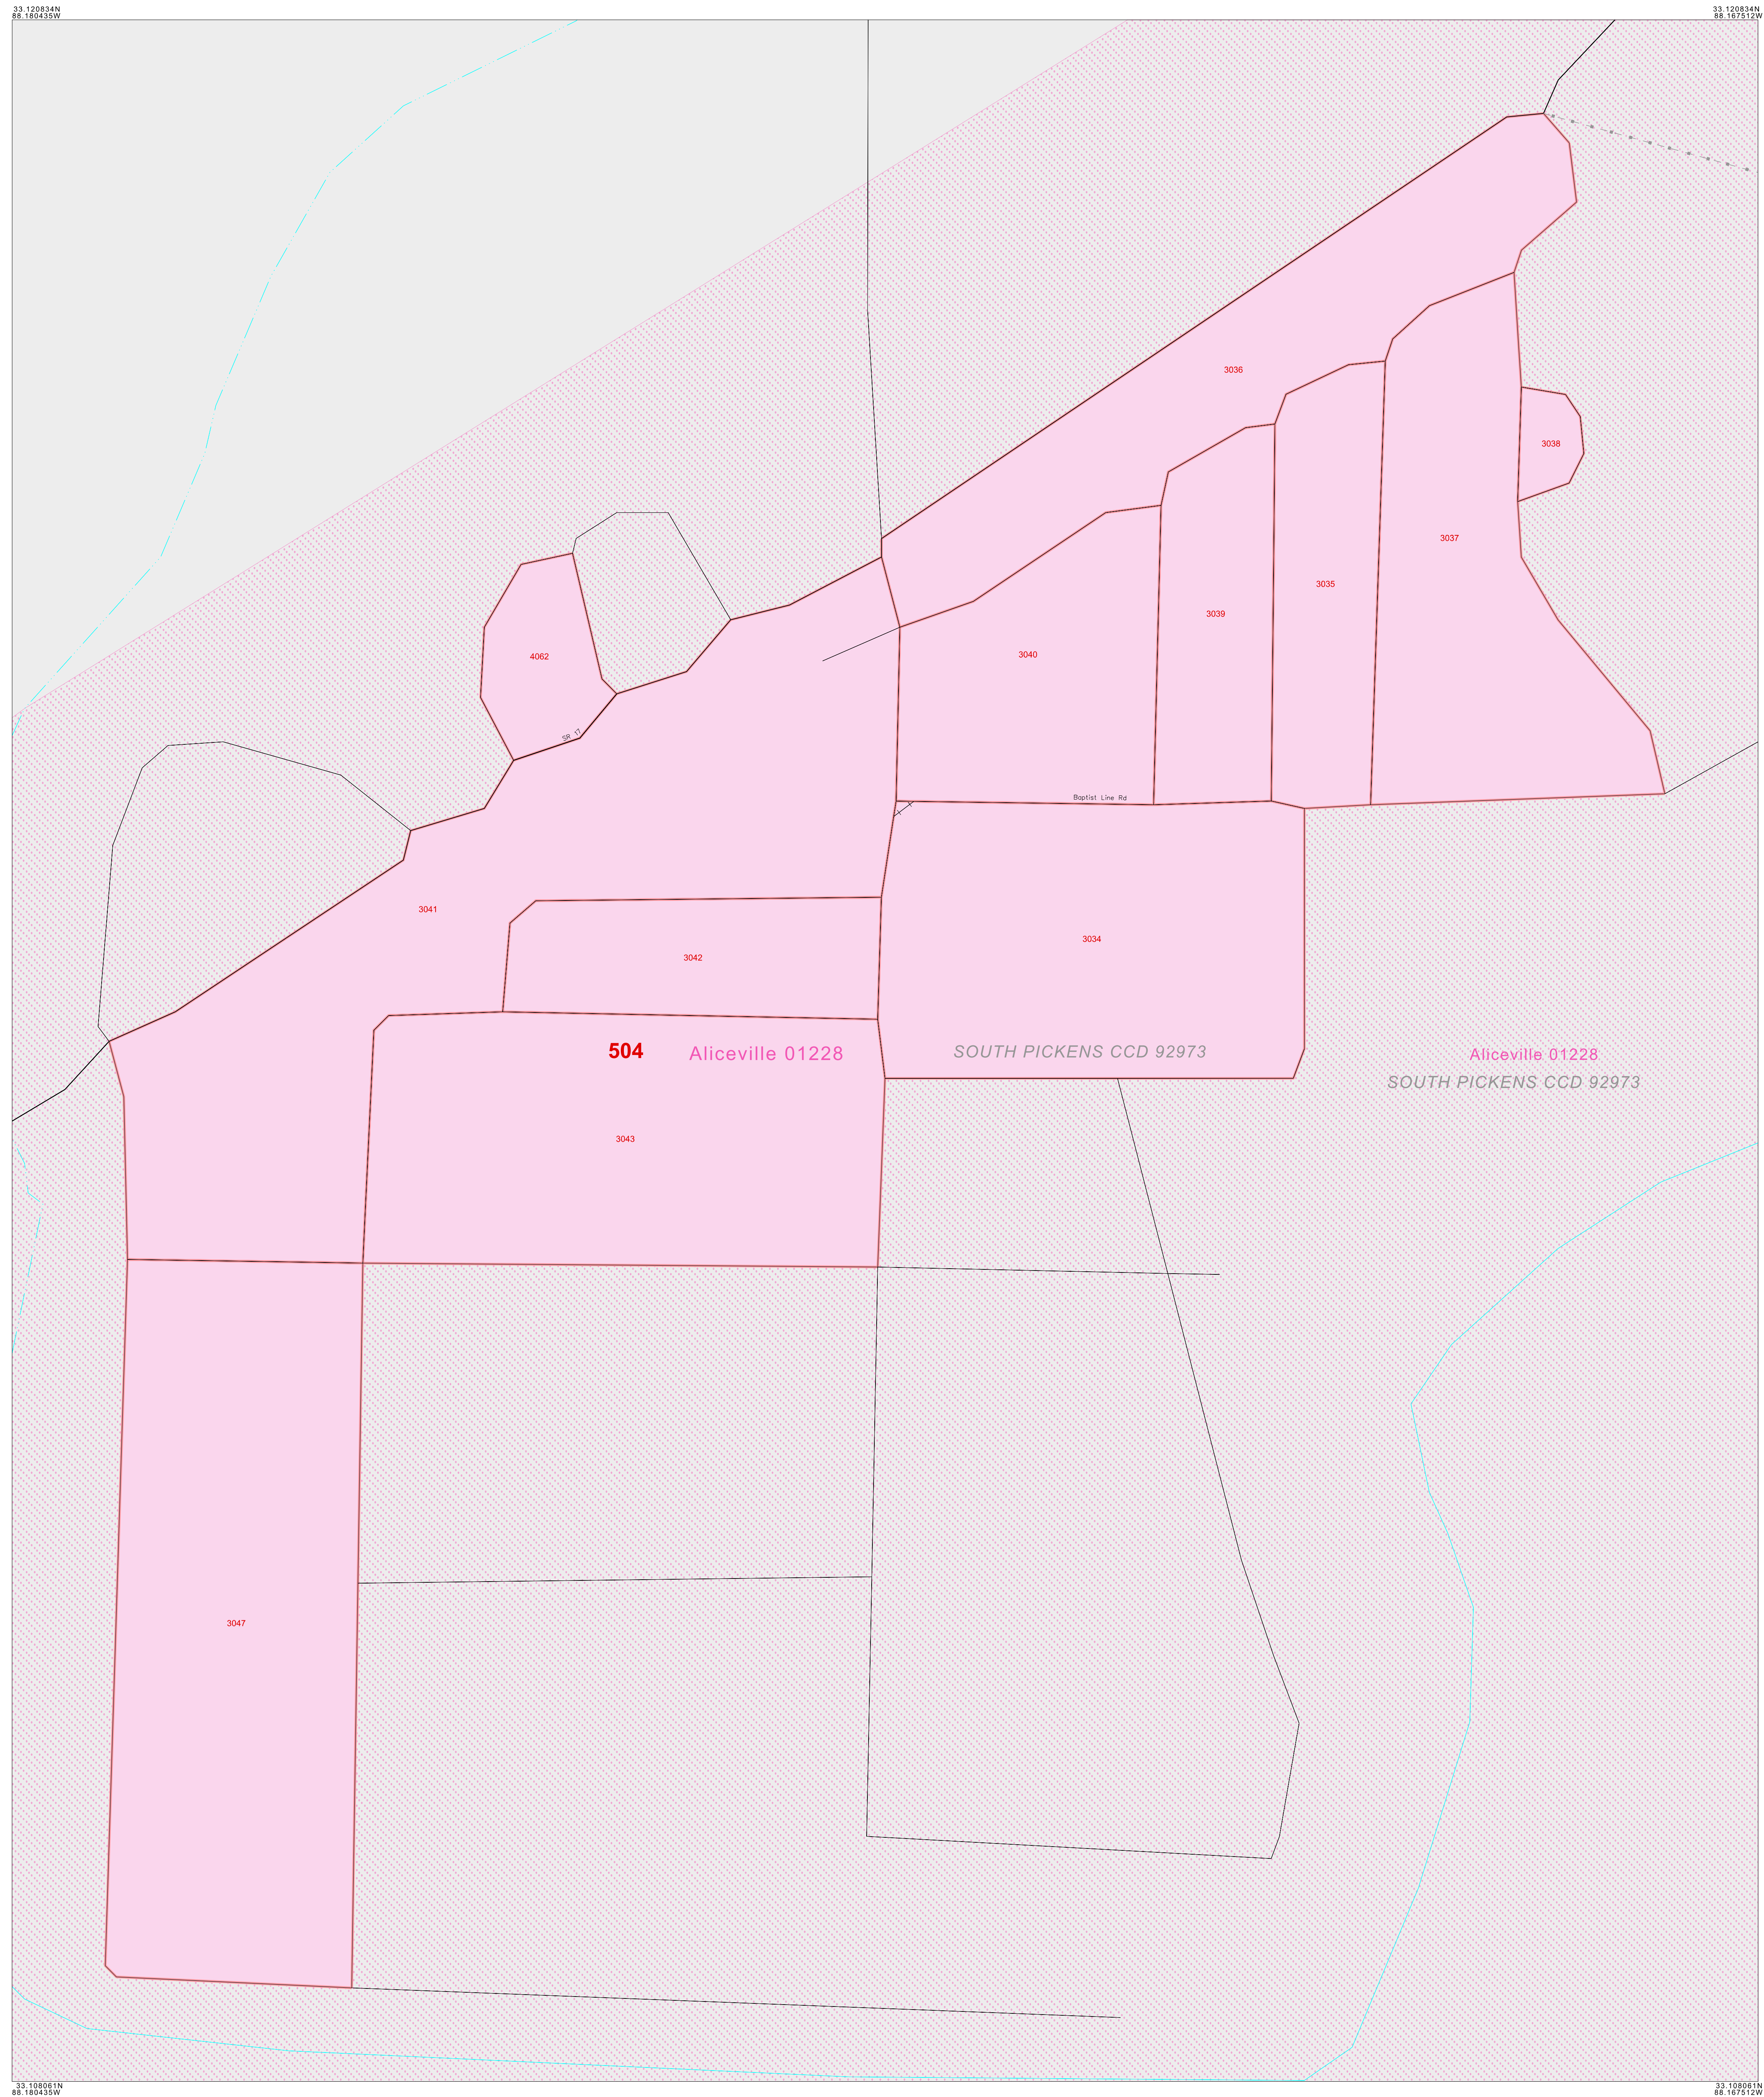 33.120834N
88.180435W
33.120834N
88.167512W
3036
3038
3037
3035
3039
3040
4062
SR 17
Baptist Line Rd
3041
3034
3042
504
Aliceville 01228
SOUTH PICKENS CCD 92973
Aliceville 01228
SOUTH PICKENS CCD 92973
3043
3047
33.108061N
88.180435W
33.108061N
88.167512W